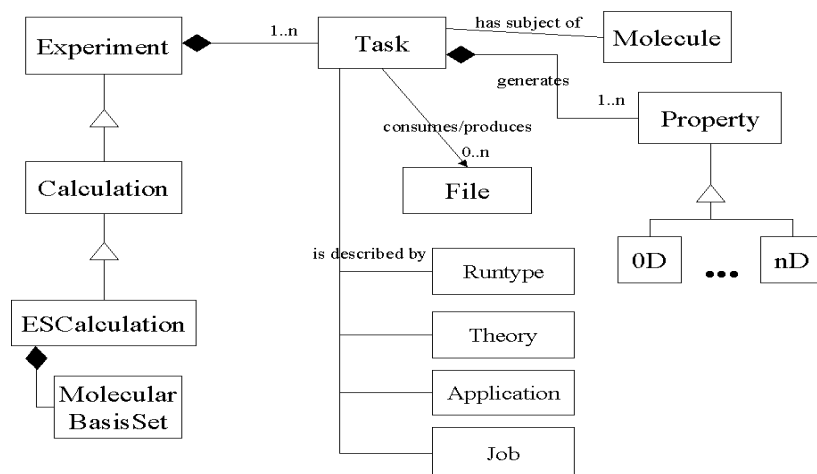 Experiment
1..n
Task
has subject of
Molecule
generates
1..n
Property
consumes/produces
0..n
File
Calculation
0D
...
nD
is described by
Runtype
ESCalculation
Theory
Molecular
BasisSet
Application
Job